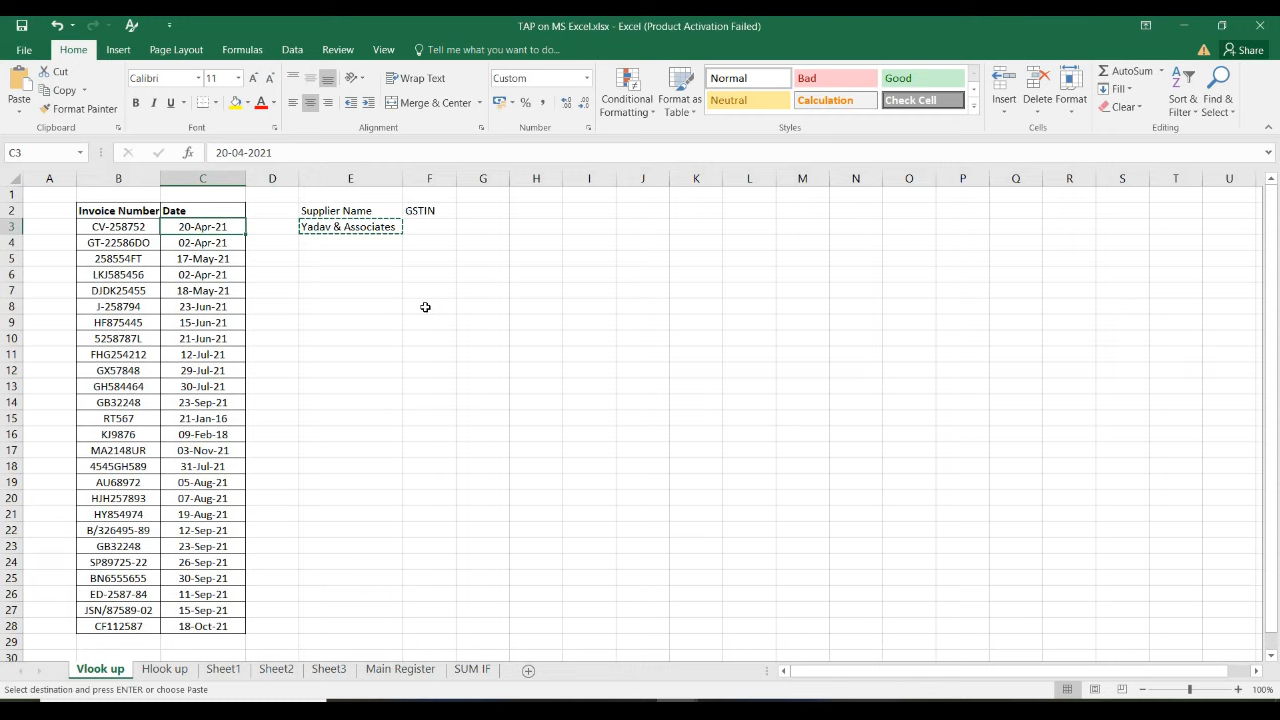 TAP on MS Excel.xlsx - Excel (Product Activation Failed)
File Home Insert Page Layout Formulas Data Review View Tell me what you want to do... Share
Paste Cut Copy Format Painter Clipboard
Calibri 11 B I U A Font
Wrap Text Merge & Center Alignment
Custom % , Number
Conditional Formatting Format as Table
Normal Bad Good
Neutral Calculation Check Cell
Styles
Insert Delete Format Cells
AutoSum Fill Clear Sort & Filter Find & Select Editing
C3 fx 20-04-2021
A B C D E F G H I J K L M N O P Q R S T U
1
2 Invoice Number Date Supplier Name GSTIN
3 CV-258752 20-Apr-21 Yadav & Associates
4 GT-22586DO 02-Apr-21
5 258554FT 17-May-21
6 LKJ585456 02-Apr-21
7 DJDK25455 18-May-21
8 J-258794 23-Jun-21
9 HF875445 15-Jun-21
10 5258787L 21-Jun-21
11 FHG254212 12-Jul-21
12 GX57848 29-Jul-21
13 GH584464 30-Jul-21
14 GB32248 23-Sep-21
15 RT567 21-Jan-16
16 KJ9876 09-Feb-18
17 MA2148UR 03-Nov-21
18 4545GH589 31-Jul-21
19 AU68972 05-Aug-21
20 HJH257893 07-Aug-21
21 HY854974 19-Aug-21
22 B/326495-89 12-Sep-21
23 GB32248 23-Sep-21
24 SP89725-22 26-Sep-21
25 BN6555655 30-Sep-21
26 ED-2587-84 11-Sep-21
27 JSN/87589-02 15-Sep-21
28 CF112587 18-Oct-21
29
30
Vlook up Hlook up Sheet1 Sheet2 Sheet3 Main Register SUM IF
Select destination and press ENTER or choose Paste 100%